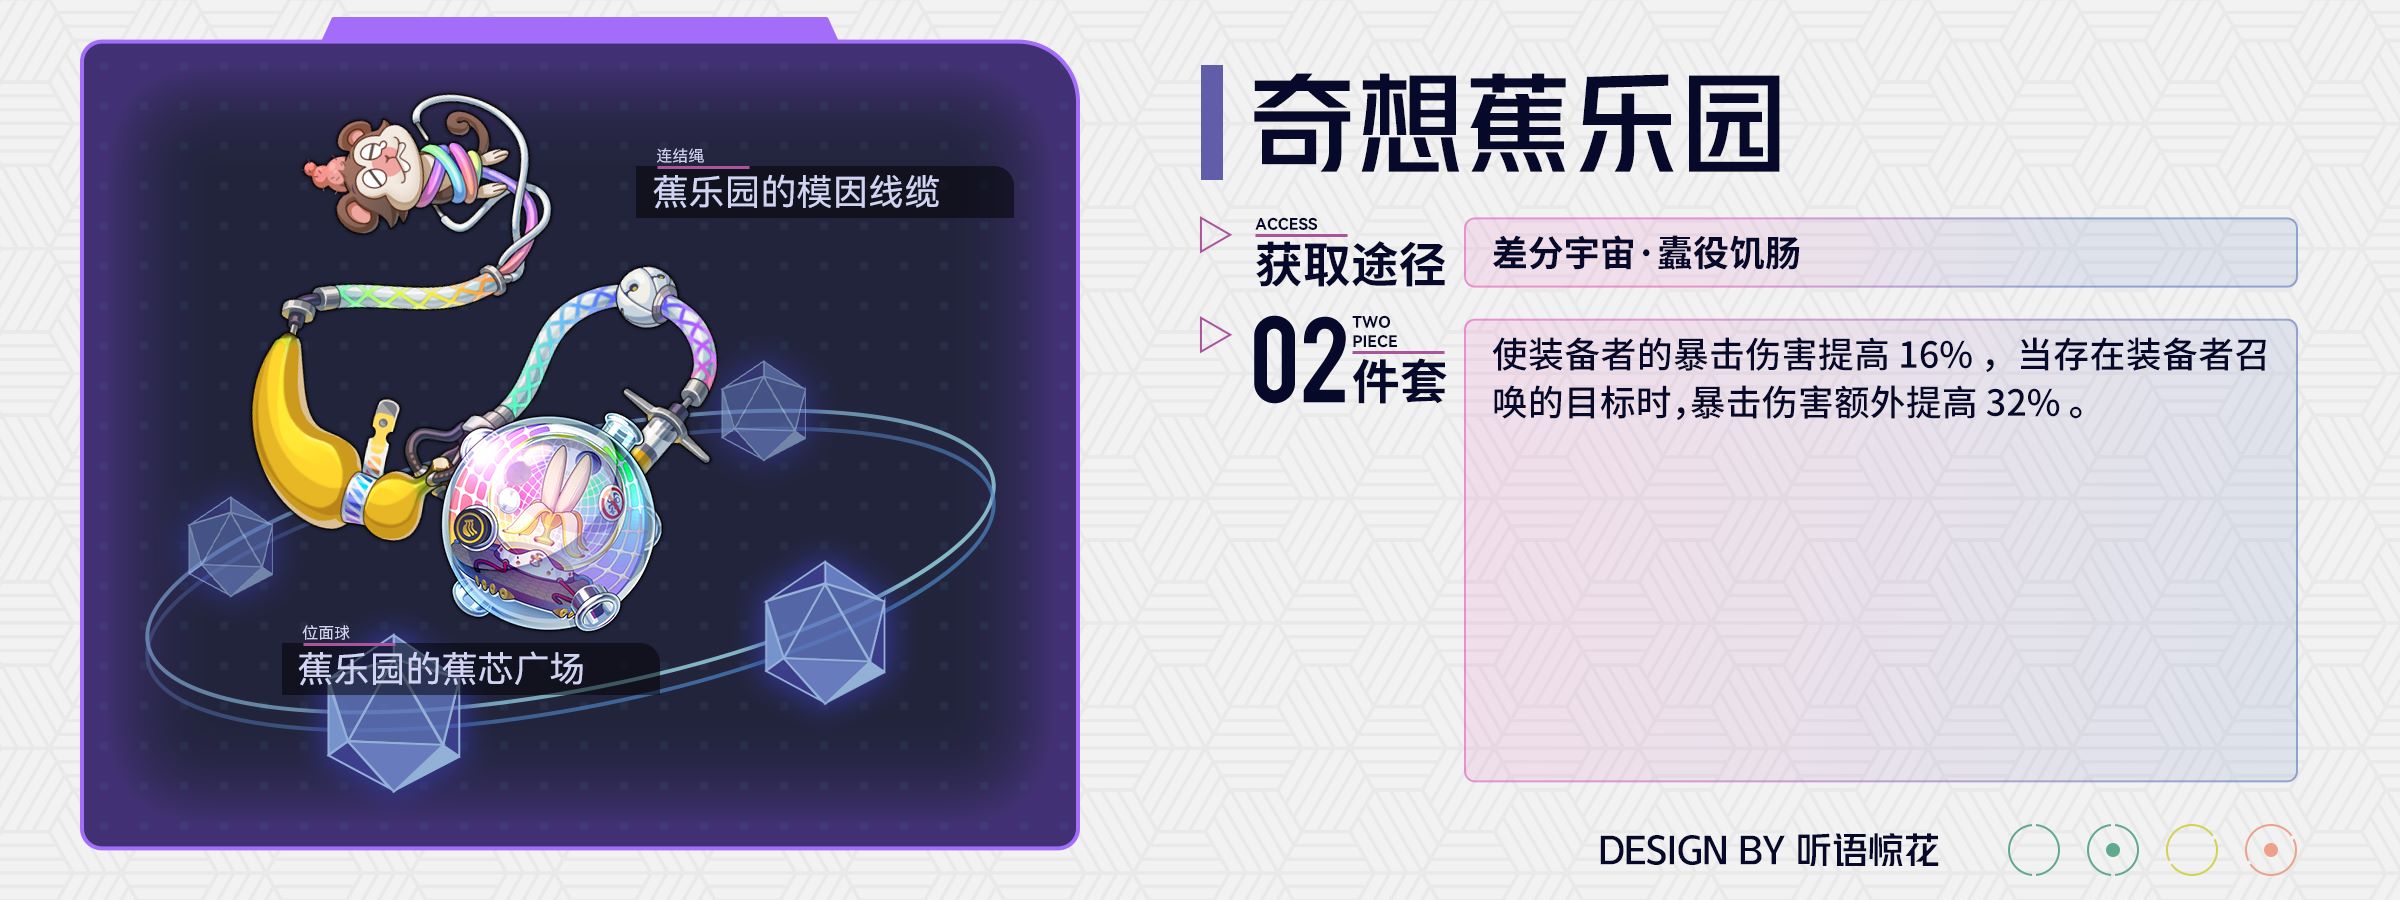 连结绳
蕉乐园的模因线缆
位面球
蕉乐园的蕉芯广场
奇想蕉乐园
ACCESS
获取途径
差分宇宙·蠹役饥肠
02
TWO
PIECE
件套
使装备者的暴击伤害提高 16% ，当存在装备者召
唤的目标时，暴击伤害额外提高 32% 。
DESIGN BY 听语惊花